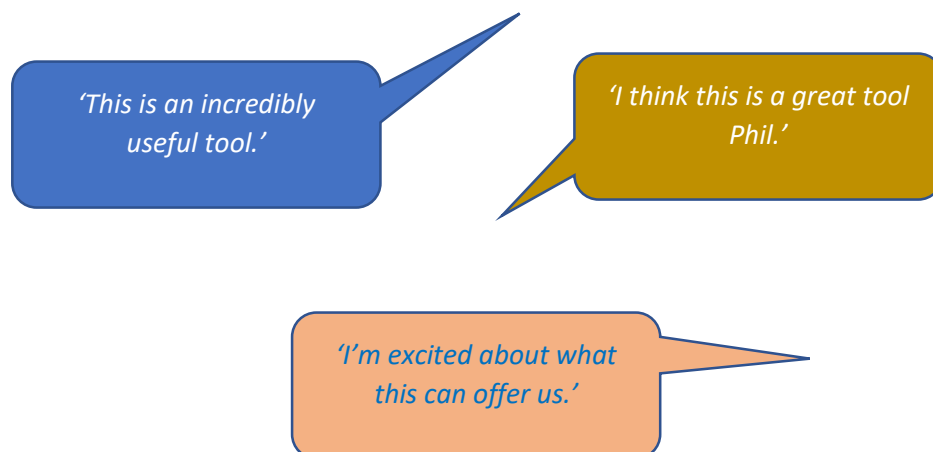 ‘This is an incredibly
useful tool.’
‘I think this is a great tool
Phil.’
‘I’m excited about what
this can offer us.’